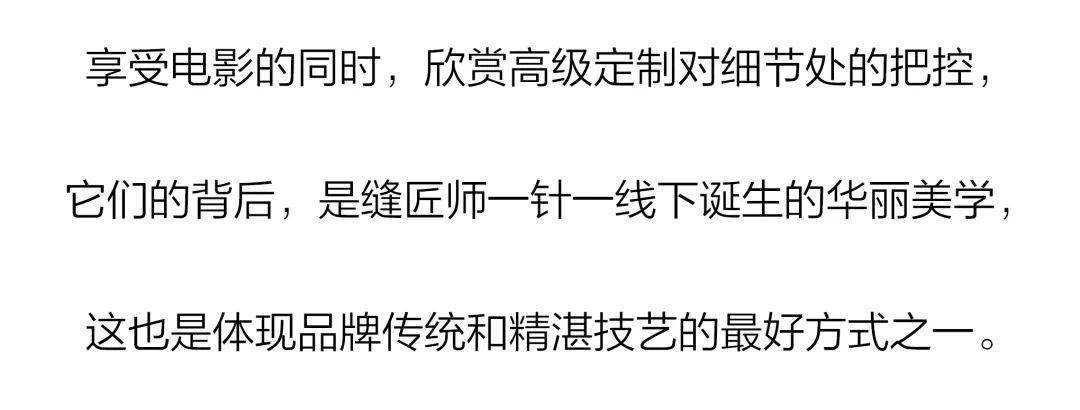 享受电影的同时，欣赏高级定制对细节处的把控，
它们的背后，是缝匠师一针一线下诞生的华丽美学，
这也是体现品牌传统和精湛技艺的最好方式之一。